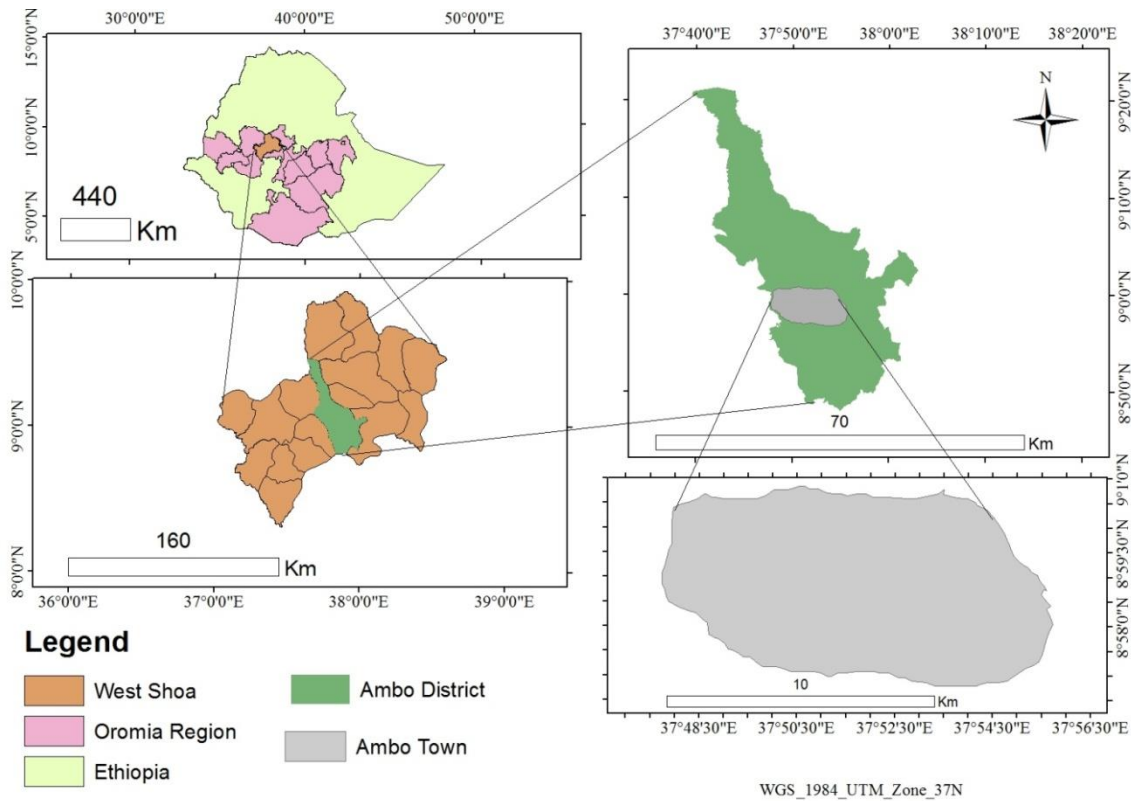 30°0'0"E 40°0'0"E 50°0'0"E
15°0'0"N
10°0'0"N
5°0'0"N
440
Km
10°0'0"N
9°0'0"N
8°0'0"N
160
Km
36°0'0"E 37°0'0"E 38°0'0"E 39°0'0"E
37°40'0"E 37°50'0"E 38°0'0"E 38°10'0"E 38°20'0"E
N
9°20'0"N
9°10'0"N
9°0'0"N
8°50'0"N
70
Km
9°1'0"N
8°59'30"N
8°58'0"N
10
Km
37°48'30"E 37°50'30"E 37°52'30"E 37°54'30"E 37°56'30"E
Legend
West Shoa
Oromia Region
Ethiopia
Ambo District
Ambo Town
WGS_1984_UTM_Zone_37N